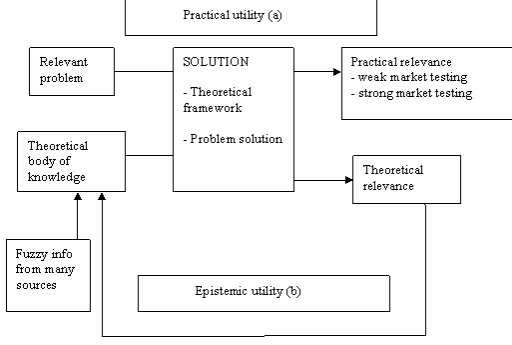 Practical utility (a)
Relevant
problem
SOLUTION
- Theoretical
framework
- Problem solution
Practical relevance
- weak market testing
- strong market testing
Theoretical
body of
knowledge
Theoretical
relevance
Fuzzy info
from many
sources
Epistemic utility (b)